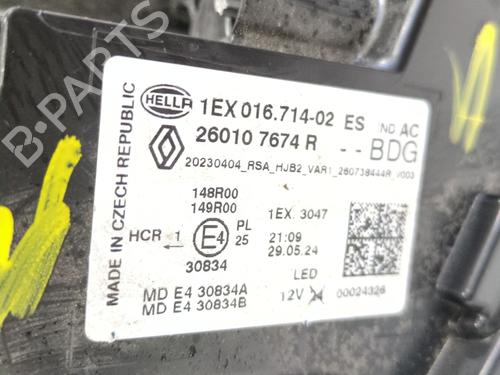 HELLA 1EX 016.714-02 ES IND AC
26010 7674 R -- BDG
20230404_RSA_HJB2_VAR1_260738444R_V003
148R00
149R00
1EX. 3047
HCR 1 E4 PL
25
21:09
29.05.24
30834
LED
MD E4 30834A
MD E4 30834B
12V
00024326
MADE IN CZECH REPUBLIC
B-PARTS